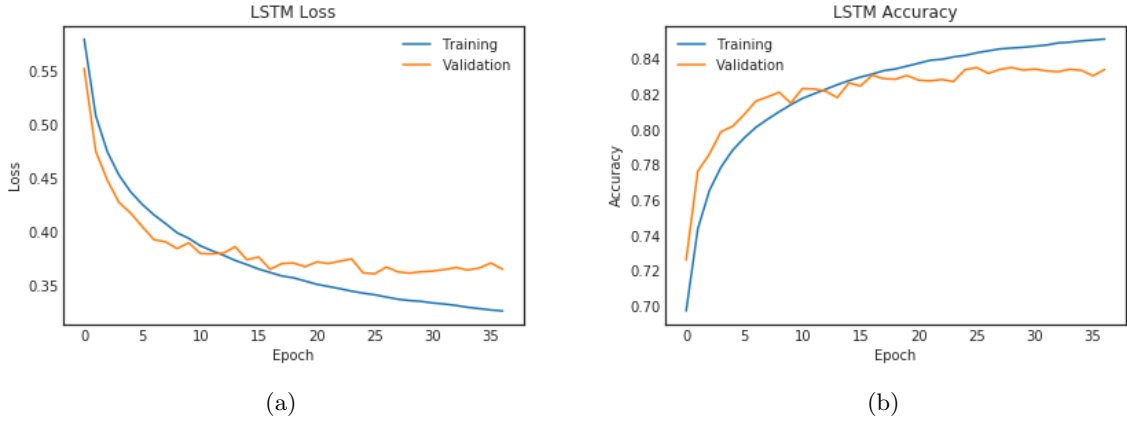 LSTM Loss
Training
Validation
0.55
0.50
0.45
0.40
0.35
Loss
0 5 10 15 20 25 30 35
Epoch
(a)
LSTM Accuracy
Training
Validation
0.84
0.82
0.80
0.78
0.76
0.74
0.72
0.70
Accuracy
0 5 10 15 20 25 30 35
Epoch
(b)